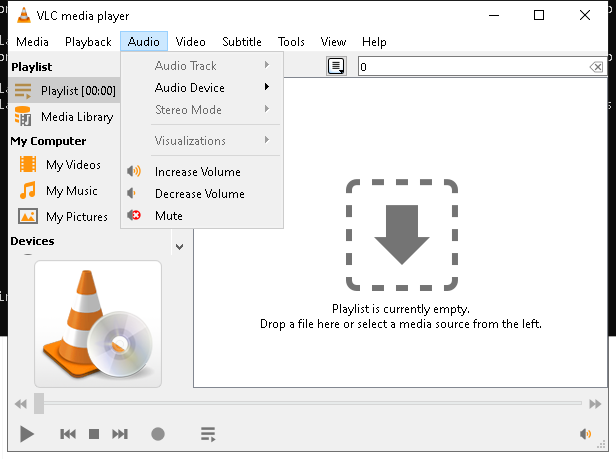 VLC media player
Media Playback Audio Video Subtitle Tools View Help
Playlist
Playlist [00:00]
Media Library
My Computer
My Videos
My Music
My Pictures
Devices
Audio Track
Audio Device
Stereo Mode
Visualizations
Increase Volume
Decrease Volume
Mute
0
Playlist is currently empty.
Drop a file here or select a media source from the left.